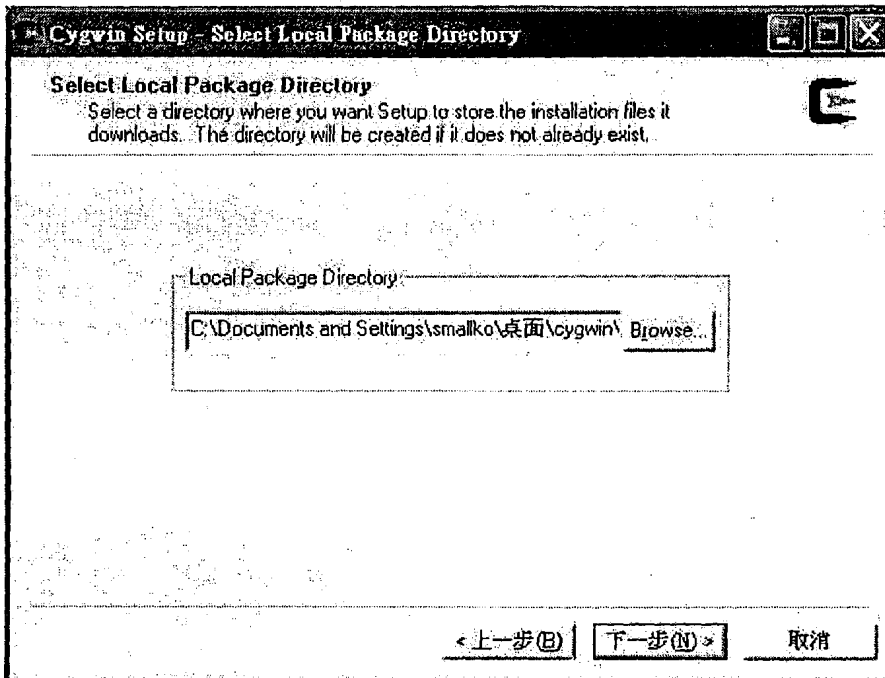 Cygwin Setup - Select Local Package Directory
Select Local Package Directory
Select a directory where you want Setup to store the installation files it
downloads. The directory will be created if it does not already exist.
Local Package Directory
C:\Documents and Settings\smallko\桌面\cygwin\
Browse...
<上一步(B)
下一步(N)>
取消